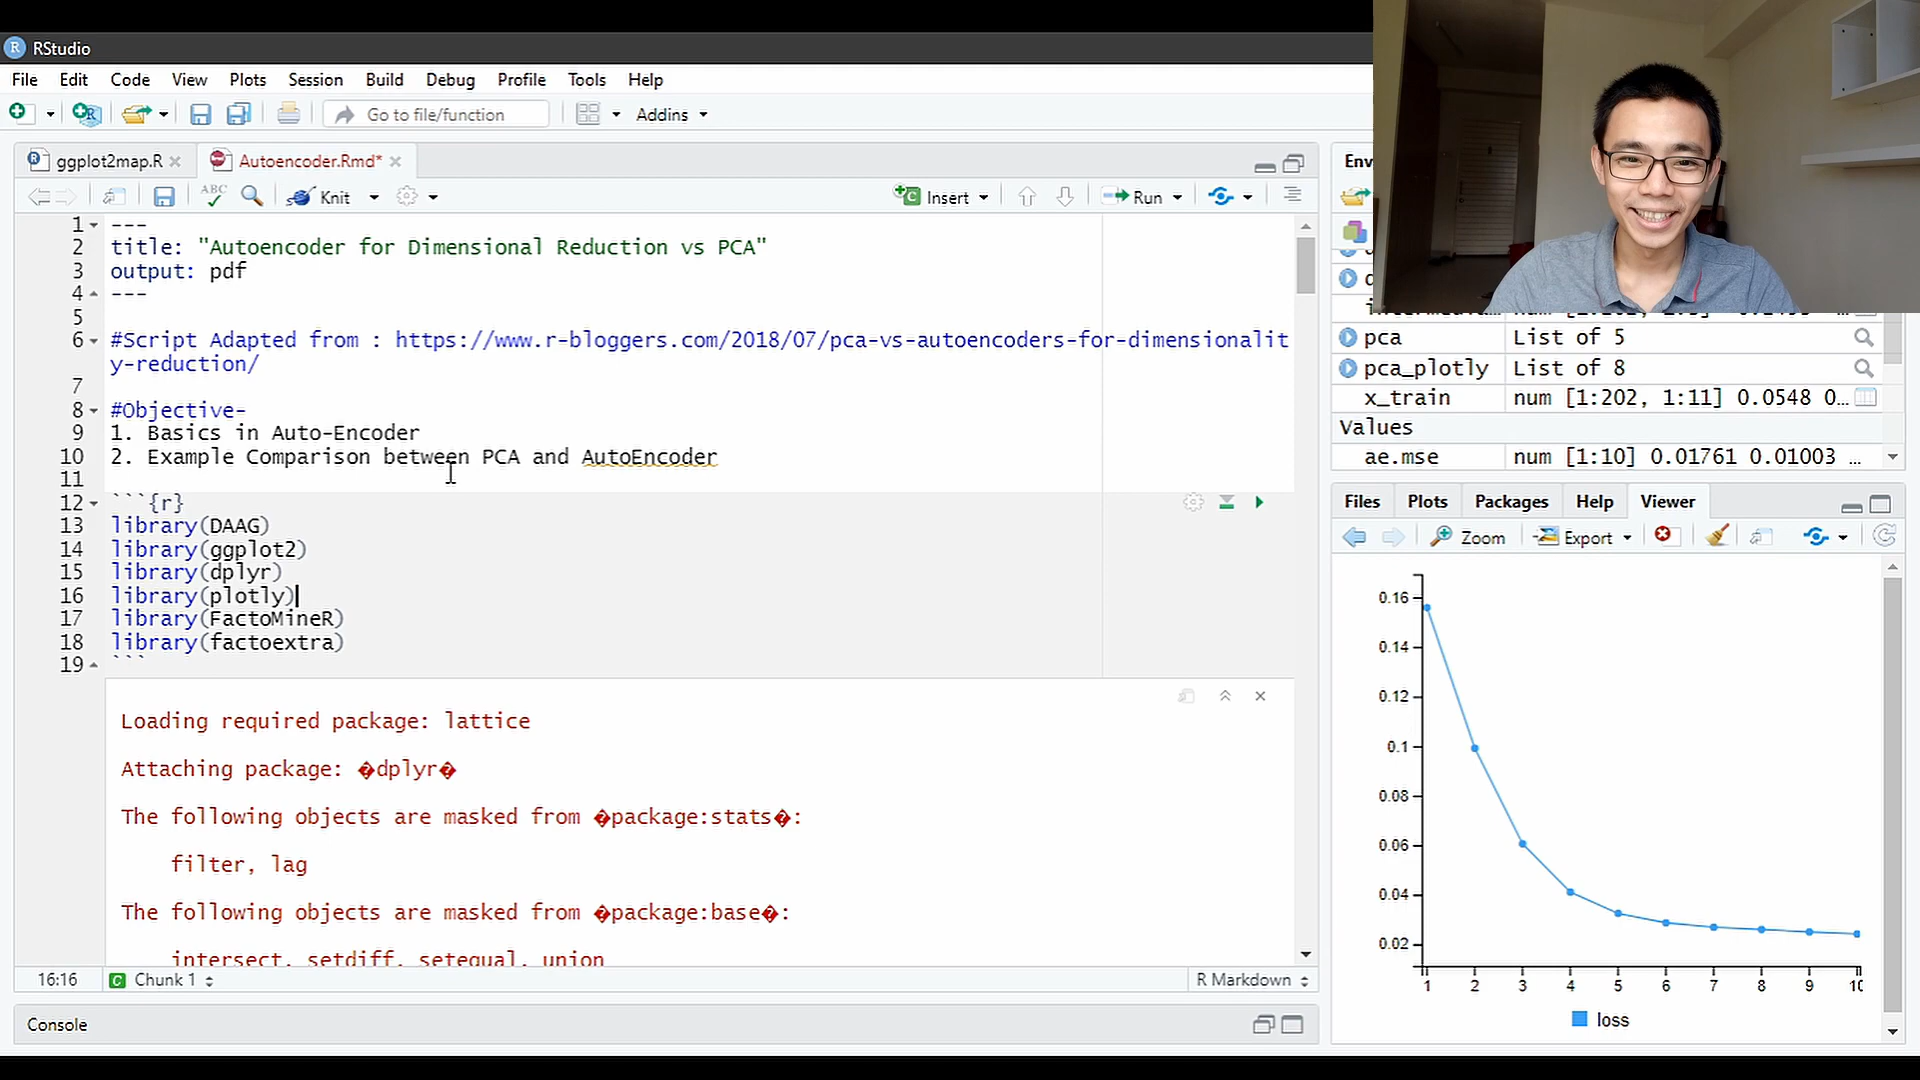 RStudio
File Edit Code View Plots Session Build Debug Profile Tools Help
Go to file/function Addins
ggplot2map.R Autoencoder.Rmd*
ABC Knit Insert Run
1 ---
2 title: "Autoencoder for Dimensional Reduction vs PCA"
3 output: pdf
4 ---
5
6 #Script Adapted from : https://www.r-bloggers.com/2018/07/pca-vs-autoencoders-for-dimensionalit
y-reduction/
7
8 #Objective-
9 1. Basics in Auto-Encoder
10 2. Example Comparison between PCA and AutoEncoder
11
12 ```{r}
13 library(DAAG)
14 library(ggplot2)
15 library(dplyr)
16 library(plotly)
17 library(FactoMineR)
18 library(factoextra)
19 ```
Loading required package: lattice
Attaching package: �dplyr�
The following objects are masked from �package:stats�:
filter, lag
The following objects are masked from �package:base�:
intersect, setdiff, setequal, union
16:16 C Chunk 1 R Markdown
Console
Env
pca List of 5
pca_plotly List of 8
x_train num [1:202, 1:11] 0.0548 0…
Values
ae.mse num [1:10] 0.01761 0.01003 …
Files Plots Packages Help Viewer
Zoom Export
0.16
0.14
0.12
0.1
0.08
0.06
0.04
0.02
1 2 3 4 5 6 7 8 9 10
loss